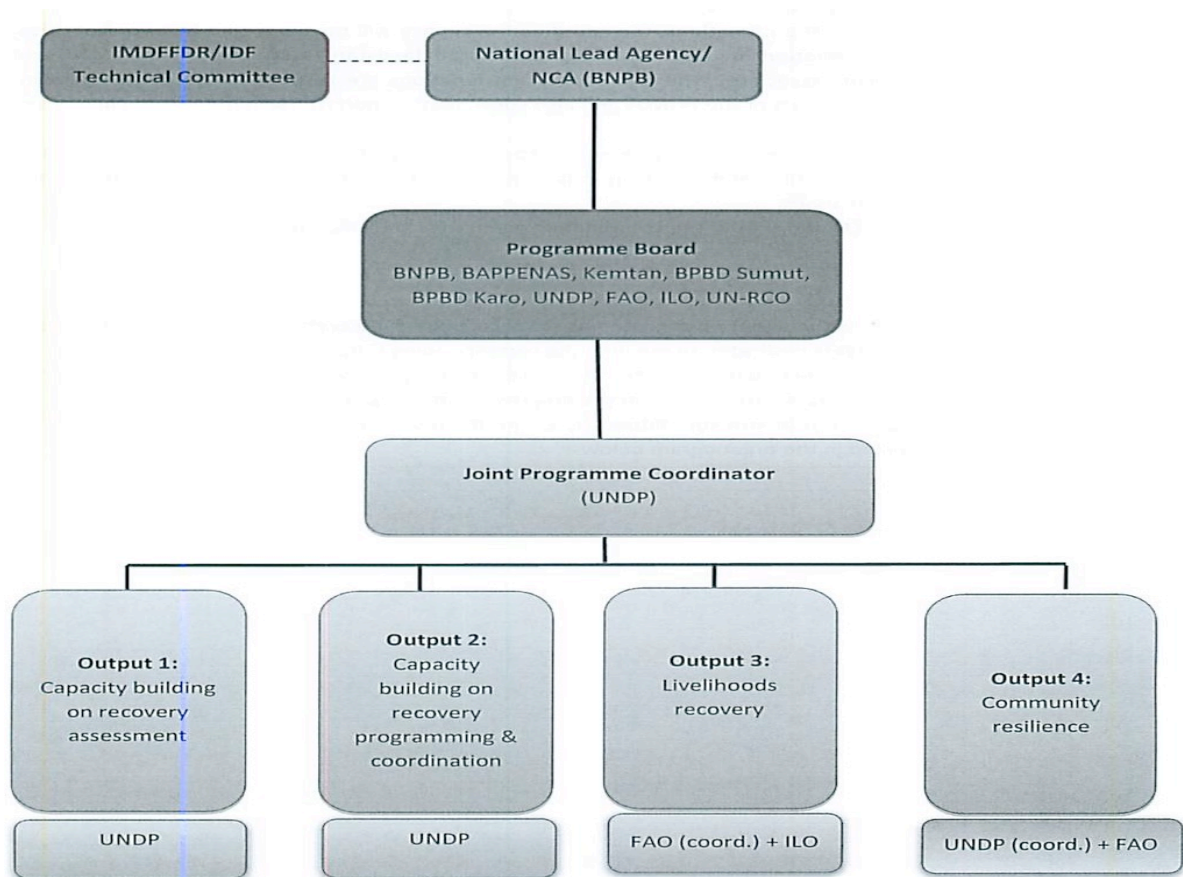 IMDFFDR/IDF
Technical Committee
National Lead Agency/
NCA (BNPB)
Programme Board
BNPB, BAPPENAS, Kemtan, BPBD Sumut,
BPBD Karo, UNDP, FAO, ILO, UN-RCO
Joint Programme Coordinator
(UNDP)
Output 1:
Capacity building
on recovery
assessment
UNDP
Output 2:
Capacity
building on
recovery
programming &
coordination
UNDP
Output 3:
Livelihoods
recovery
FAO (coord.) + ILO
Output 4:
Community
resilience
UNDP (coord.) + FAO